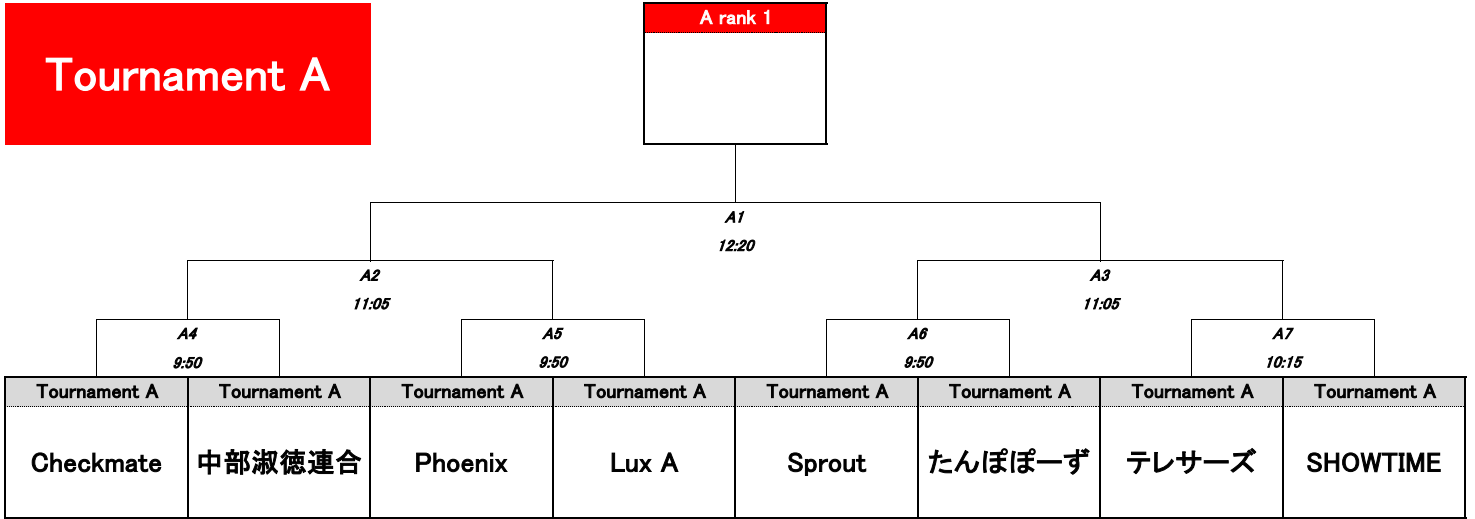 Tournament A
A rank 1
A1
12:20
A2
11:05
A3
11:05
A4
9:50
A5
9:50
A6
9:50
A7
10:15
Tournament A Tournament A Tournament A Tournament A Tournament A Tournament A Tournament A Tournament A
Checkmate 中部淑徳連合 Phoenix Lux A Sprout たんぽぽーず テレサーズ SHOWTIME